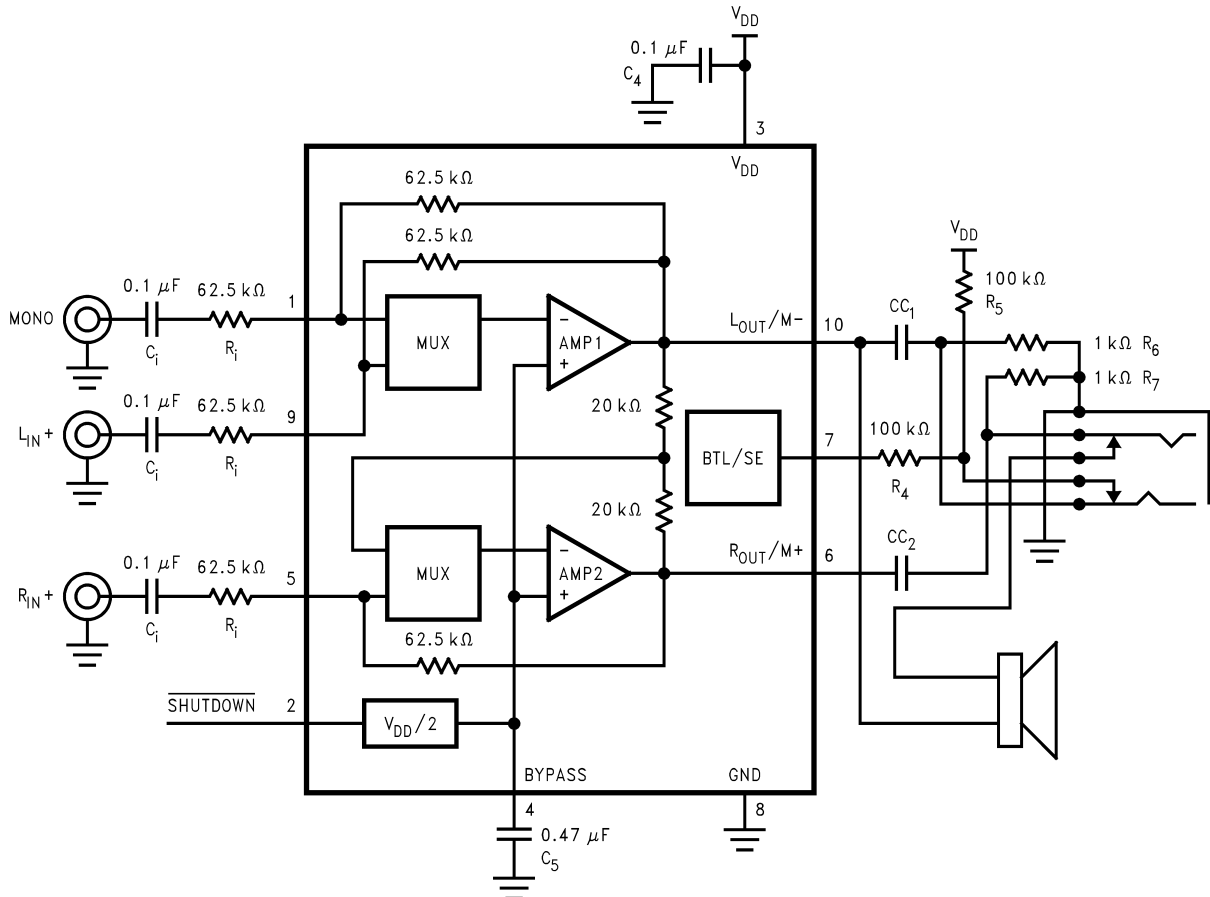 V_DD
0.1 μF
C_4
3
V_DD
62.5 kΩ
62.5 kΩ
V_DD
100 kΩ
R_5
0.1 μF
62.5 kΩ
1
MONO
C_i
R_i
MUX
AMP1
−
+
L_OUT/M−
10
CC_1
1 kΩ R_6
1 kΩ R_7
0.1 μF
62.5 kΩ
9
L_IN+
C_i
R_i
20 kΩ
BTL/SE
7
100 kΩ
R_4
20 kΩ
0.1 μF
62.5 kΩ
5
R_IN+
C_i
R_i
MUX
AMP2
−
+
R_OUT/M+
6
CC_2
62.5 kΩ
SHUTDOWN
2
V_DD/2
BYPASS
GND
4
8
0.47 μF
C_5